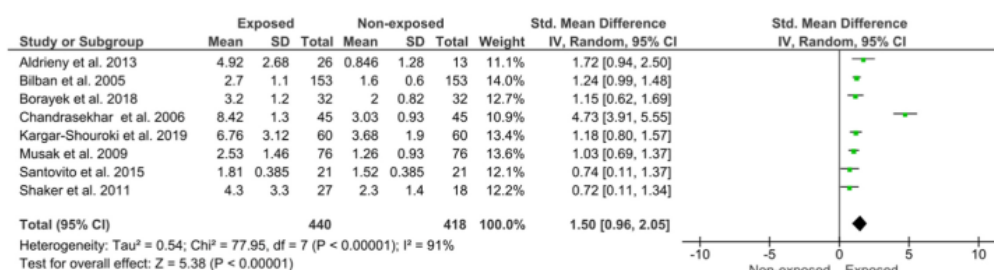 Exposed Non-exposed Std. Mean Difference Std. Mean Difference
Study or Subgroup Mean SD Total Mean SD Total Weight IV, Random, 95% CI IV, Random, 95% CI
Aldrieny et al. 2013 4.92 2.68 26 0.846 1.28 13 11.1% 1.72 [0.94, 2.50]
Bilban et al. 2005 2.7 1.1 153 1.6 0.6 153 14.0% 1.24 [0.99, 1.48]
Borayek et al. 2018 3.2 1.2 32 2 0.82 32 12.7% 1.15 [0.62, 1.69]
Chandrasekhar et al. 2006 8.42 1.3 45 3.03 0.93 45 10.9% 4.73 [3.91, 5.55]
Kargar-Shouroki et al. 2019 6.76 3.12 60 3.68 1.9 60 13.4% 1.18 [0.80, 1.57]
Musak et al. 2009 2.53 1.46 76 1.26 0.93 76 13.6% 1.03 [0.69, 1.37]
Santovito et al. 2015 1.81 0.385 21 1.52 0.385 21 12.2% 0.74 [0.11, 1.37]
Shaker et al. 2011 4.3 3.3 27 2.3 1.4 18 12.2% 0.72 [0.11, 1.34]
Total (95% CI) 440 418 100.0% 1.50 [0.96, 2.05]
Heterogeneity: Tau² = 0.54; Chi² = 77.95, df = 7 (P < 0.00001); I² = 91%
Test for overall effect: Z = 5.38 (P < 0.00001)
-10 -5 0 5 10
Non-exposed Exposed